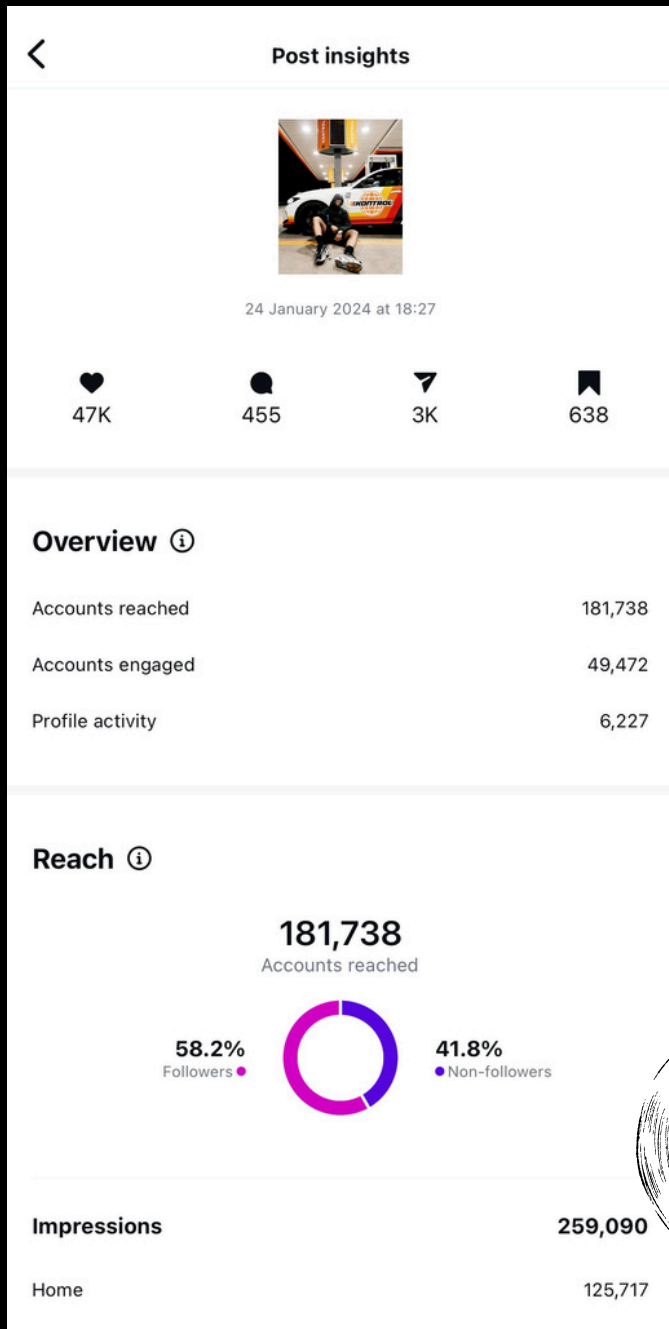 Post insights
KONTROL
24 January 2024 at 18:27
47K 455 3K 638
Overview
Accounts reached 181,738
Accounts engaged 49,472
Profile activity 6,227
Reach
181,738
Accounts reached
58.2% 41.8%
Followers Non-followers
Impressions 259,090
Home 125,717